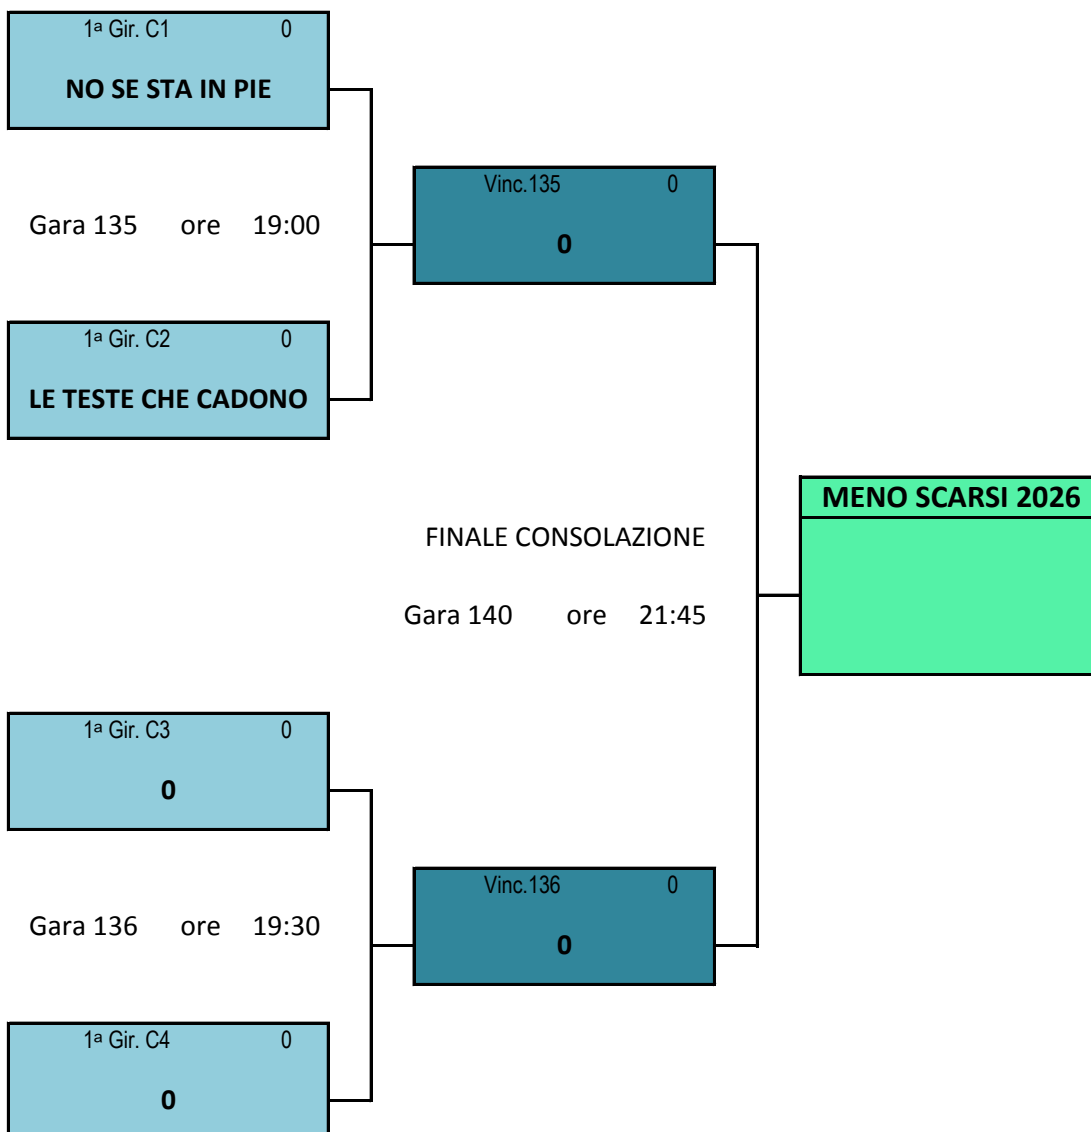 1ª Gir. C1 0
NO SE STA IN PIE
Vinc.135 0
Gara 135 ore 19:00
0
1ª Gir. C2 0
LE TESTE CHE CADONO
MENO SCARSI 2026
FINALE CONSOLAZIONE
Gara 140 ore 21:45
1ª Gir. C3 0
0
Vinc.136 0
Gara 136 ore 19:30
0
1ª Gir. C4 0
0